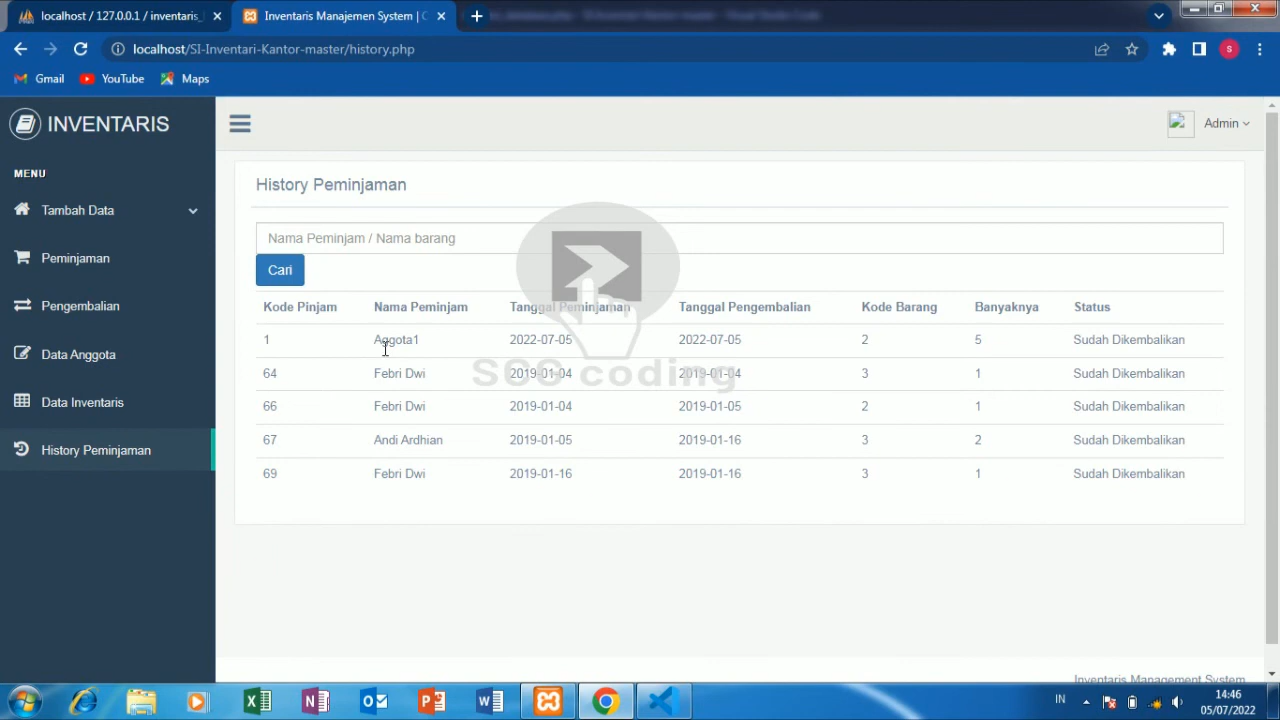 localhost / 127.0.0.1 / inventaris_
Inventaris Manajemen System | C
localhost/SI-Inventari-Kantor-master/history.php
S
Gmail YouTube Maps
INVENTARIS
Admin
MENU
Tambah Data
Peminjaman
Pengembalian
Data Anggota
Data Inventaris
History Peminjaman
History Peminjaman
Nama Peminjam / Nama barang
Cari
Kode Pinjam Nama Peminjam Tanggal Peminjaman Tanggal Pengembalian Kode Barang Banyaknya Status
1 Aggota1 2022-07-05 2022-07-05 2 5 Sudah Dikembalikan
64 Febri Dwi 2019-01-04 2019-01-04 3 1 Sudah Dikembalikan
66 Febri Dwi 2019-01-04 2019-01-05 2 1 Sudah Dikembalikan
67 Andi Ardhian 2019-01-05 2019-01-16 3 2 Sudah Dikembalikan
69 Febri Dwi 2019-01-16 2019-01-16 3 1 Sudah Dikembalikan
coding
Inventaris Management System
IN
14:46
05/07/2022